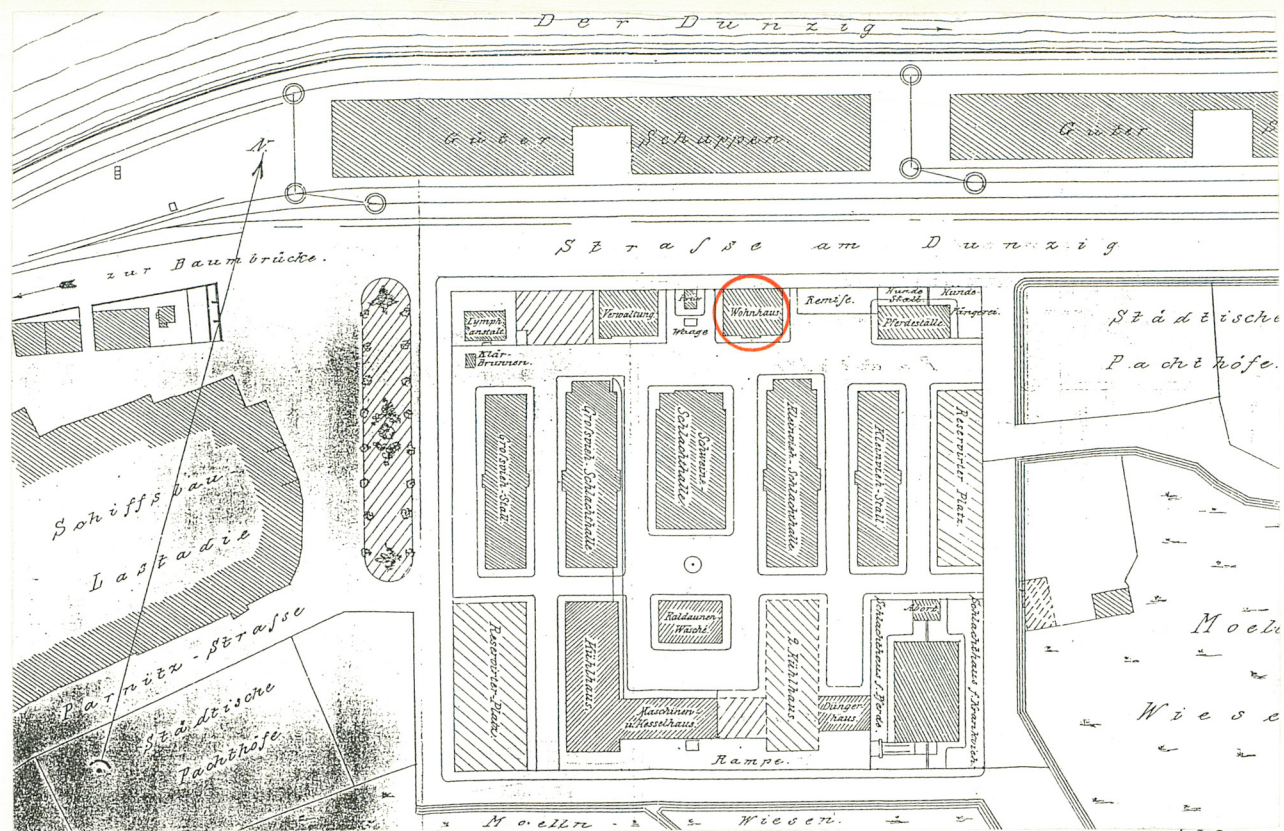 Der Dunzig
Güter Schuppen.
Güter
N.
Strasse am Dunzig
zur Baumbrücke.
Lymph-
anstalt
Klär-
Brunnen.
Verwaltung
Waage
Wohnhaus
Remise.
Hunde
Stall
Hunde-
Fängerei.
Pferdeställe
Städtische
Pachthöfe.
Grossvieh-Stall
Grossvieh-Schlachthalle
Schweine-
Schlachthalle
Kleinvieh-Schlachthalle
Kleinvieh-Stall
Reservirter Platz.
Schiffsbau
Lastadie
Parnitz-Strasse
Städtische
Pachthöfe
Reservirter Platz.
Kühlhaus.
Kaldaunen
Wäsche
Maschinen-
u. Kesselhaus.
2. Kühlhaus.
Dünger
haus.
Schlachthaus f. Pferde.
Abort
Schlachthaus f. Krankvieh.
Rampe.
Moelln - Wiesen.
Moelln
Wiese